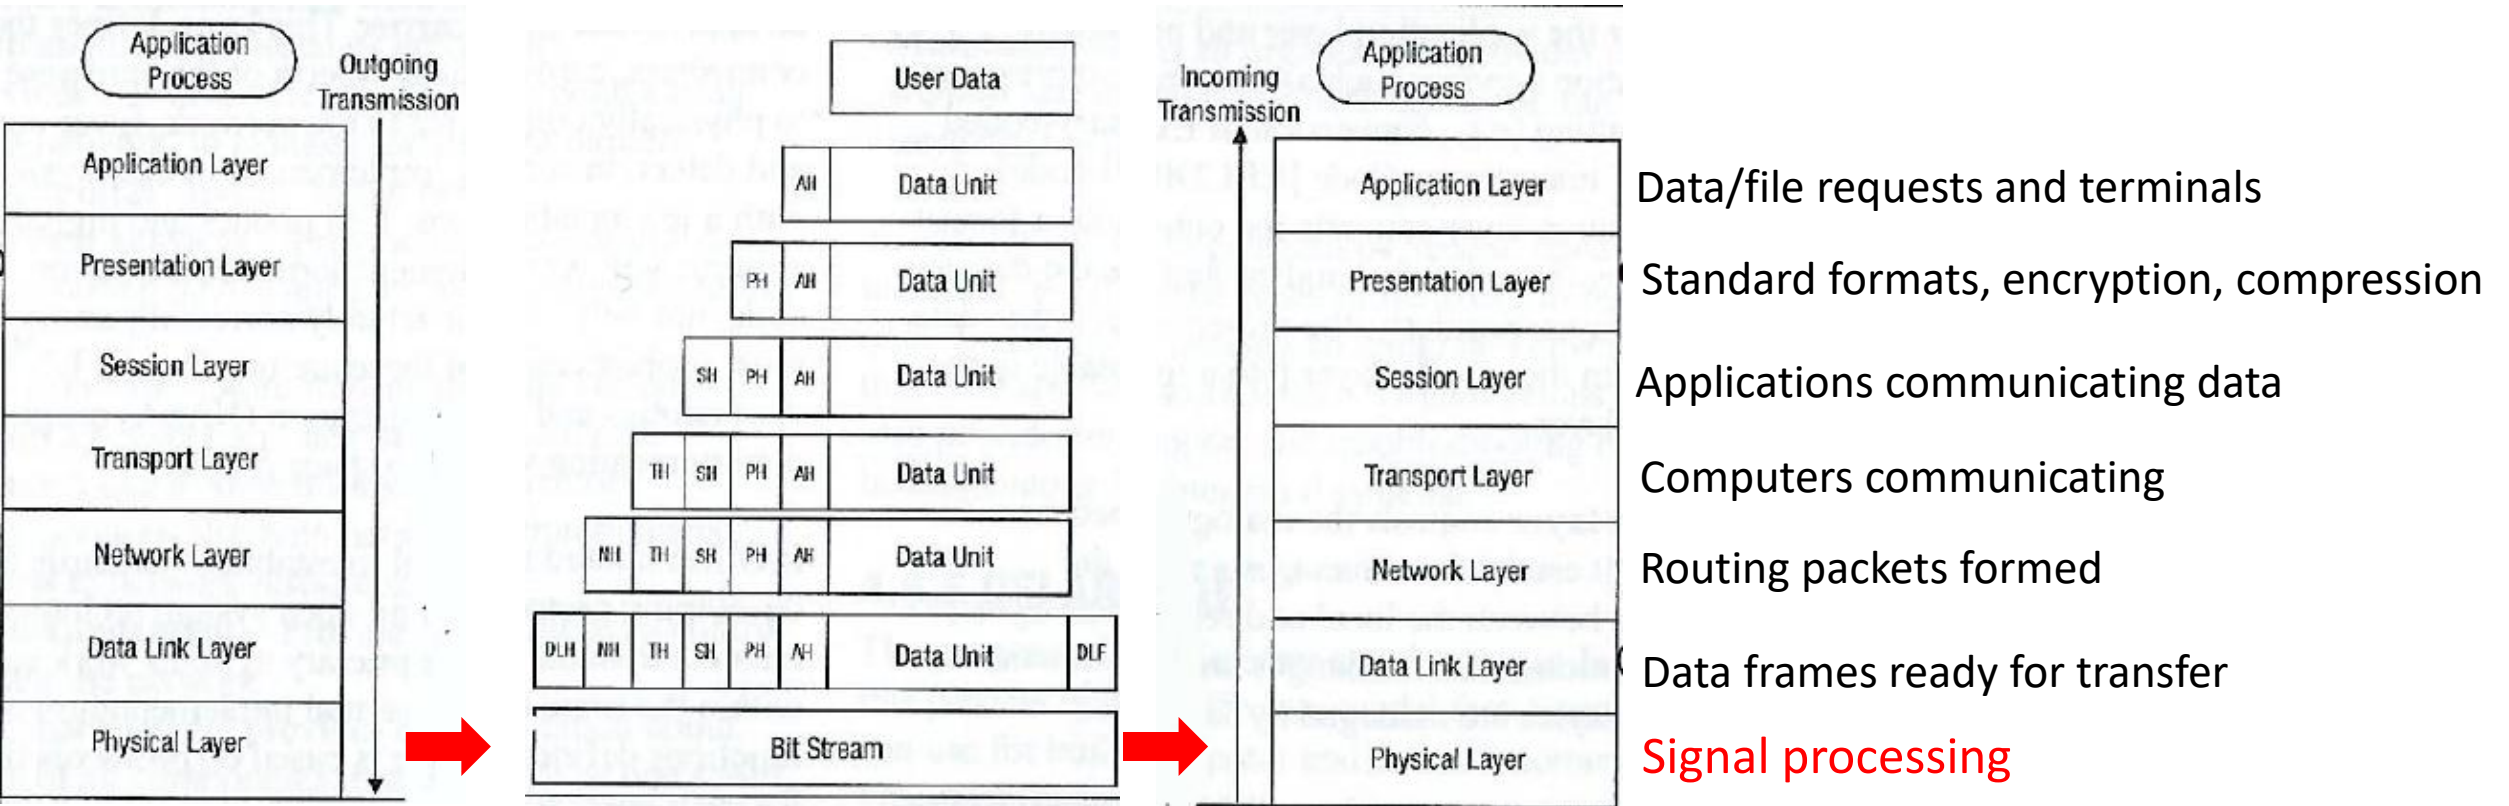 Application
Process
Outgoing
Transmission
Application Layer
Presentation Layer
Session Layer
Transport Layer
Network Layer
Data Link Layer
Physical Layer
User Data
AH Data Unit
PH AH Data Unit
SH PH AH Data Unit
TH SH PH AH Data Unit
NH TH SH PH AH Data Unit
DLH NH TH SH PH AH Data Unit DLF
Bit Stream
Incoming
Transmission
Application
Process
Application Layer
Presentation Layer
Session Layer
Transport Layer
Network Layer
Data Link Layer
Physical Layer
Data/file requests and terminals
Standard formats, encryption, compression
Applications communicating data
Computers communicating
Routing packets formed
Data frames ready for transfer
Signal processing